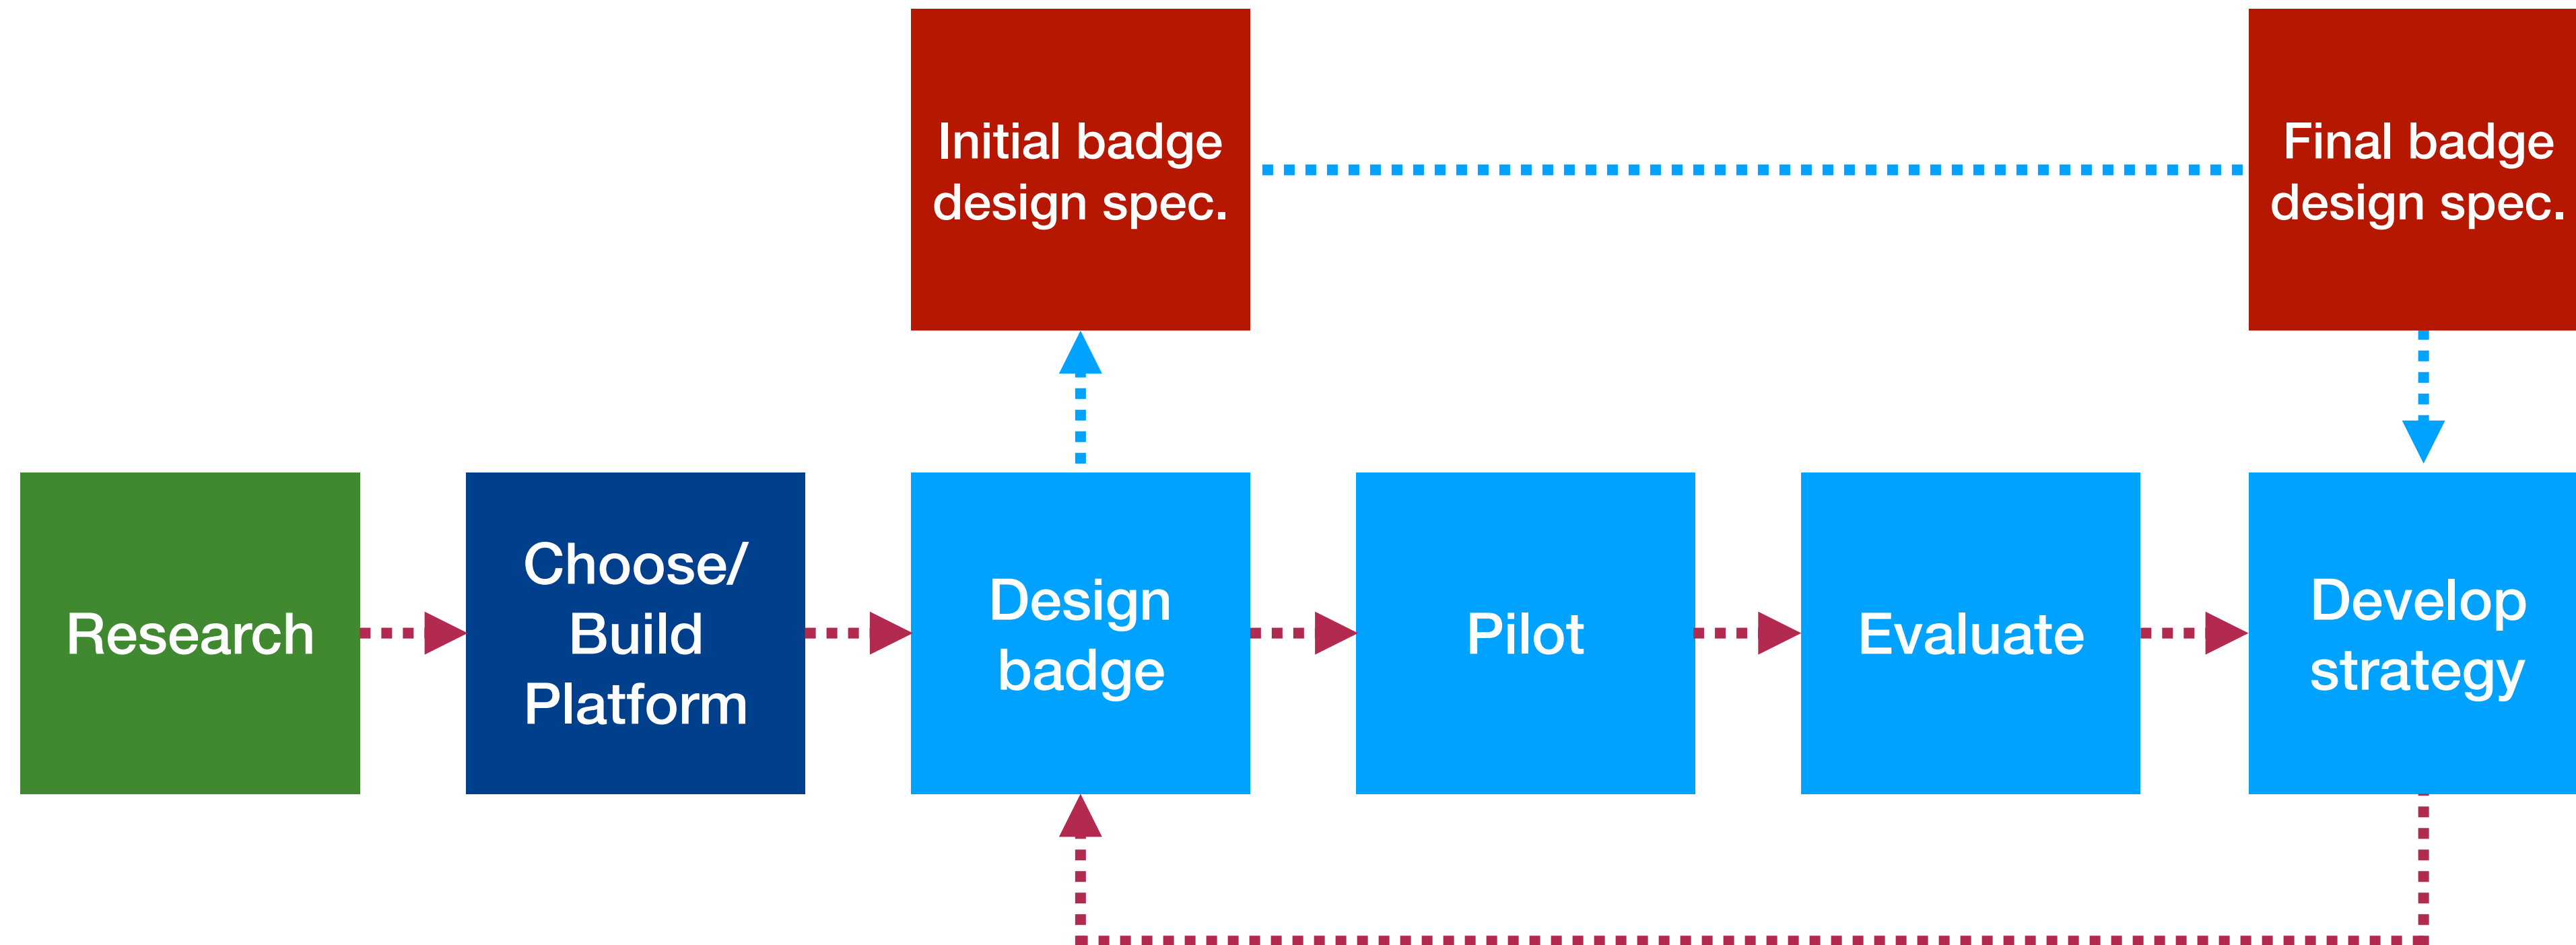 Initial badge
design spec.
Final badge
design spec.
Research
Choose/
Build
Platform
Design
badge
Pilot
Evaluate
Develop
strategy